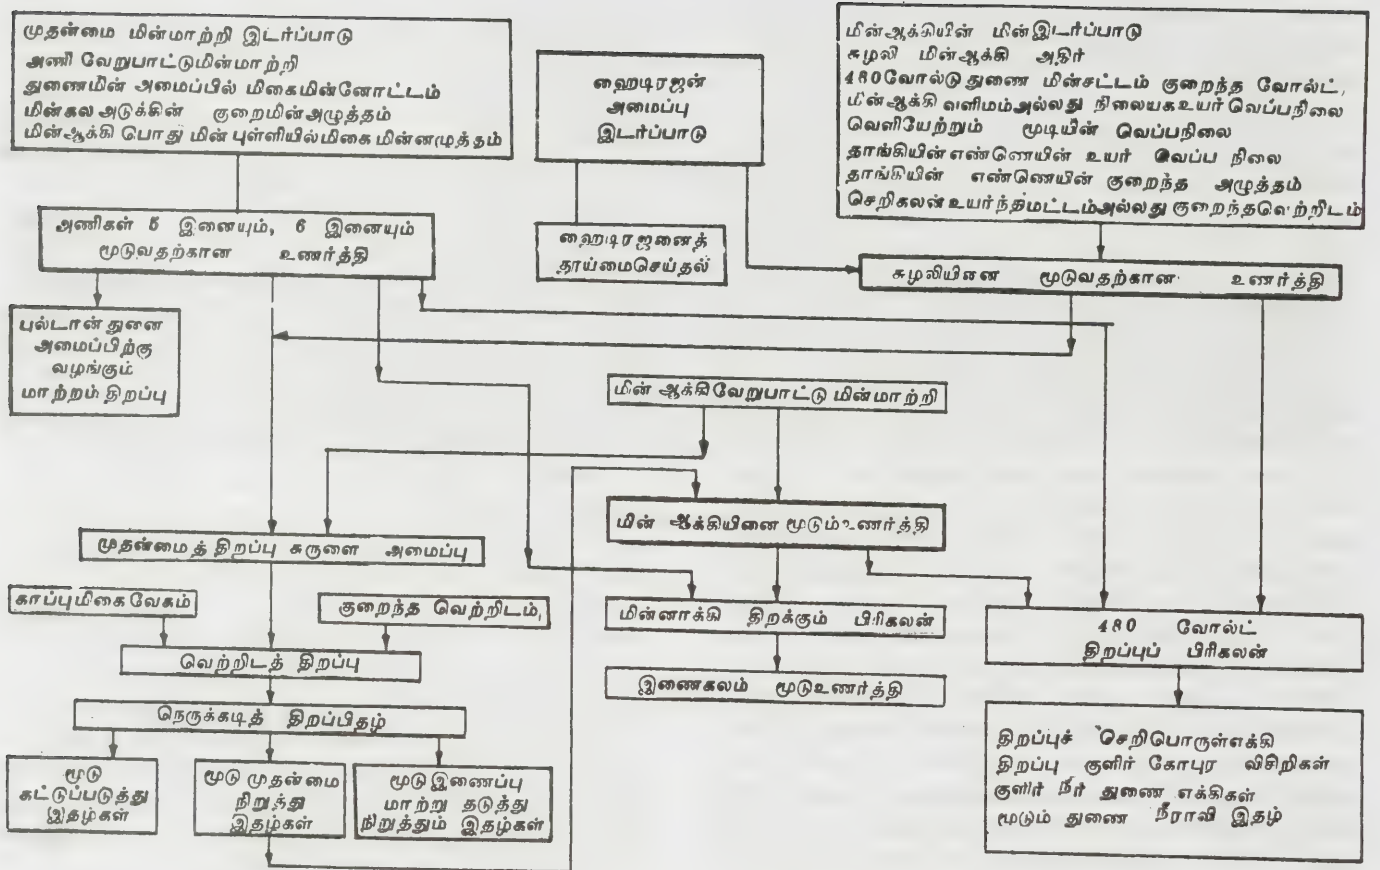 முதன்மை மின்மாற்றி இடர்ப்பாடு
அணி வேறுபாட்டுமின்மாற்றி
துணைமின் அமைப்பில் மிகைமின்னோட்டம்
மின்கல அடுக்கின் குறைமின்அழுத்தம்
மின்ஆக்கி பொது மின் புள்ளியில் மிகை மின்னழுத்தம்
ஹைடிரஜன்
அமைப்பு
இடர்ப்பாடு
மின்ஆக்கியின் மின்இடர்ப்பாடு
சுழலி மின்ஆக்கி அதிர்
480வோல்டு துணை மின்சட்டம் குறைந்த வோல்ட்,
மின்ஆக்கி வளிமம்அல்லது நிலையகஉயர் வெப்பநிலை
வெளியேற்றும் மூடியின் வெப்பநிலை
தாங்கியின் எண்ணெயின் உயர் வெப்ப நிலை
தாங்கியின் எண்ணெயின் குறைந்த அழுத்தம்
செறிகலன் உயர்ந்தமட்டம்அல்லது குறைந்தவெற்றிடம்
அணிகள் 5 இனையும், 6 இனையும்
மூடுவதற்கான உணர்த்தி
ஹைடிரஜனைத்
தூய்மைசெய்தல்
சுழலியினை மூடுவதற்கான உணர்த்தி
புல்டான் துனை
அமைப்பிற்கு
வழங்கும்
மாற்றம் திறப்பு
மின் ஆக்கி வேறுபாட்டு மின்மாற்றி
மின் ஆக்கியினை மூடும்உணர்த்தி
முதன்மைத் திறப்பு சுருளை அமைப்பு
காப்புமிகைவேகம்
குறைந்த வெற்றிடம்,
வெற்றிடத் திறப்பு
மின்னாக்கி திறக்கும் பிரிகலன்
480 வோல்ட்
திறப்புப் பிரிகலன்
இணைகலம் மூடுஉணர்த்தி
நெருக்கடித் திறப்பிதழ்
மூடு
கட்டுப்படுத்து
இதழ்கள்
மூடு முதன்மை
நிறுத்து
இதழ்கள்
மூடுஇணைப்பு
மாற்று தடுத்து
நிறுத்தும் இதழ்கள்
திறப்புச் செறிபொருள்எக்கி
திறப்பு குளிர் கோபுர விசிறிகள்
குளிர் நீர் துணை எக்கிகள்
மூடும் துணை நீராவி இதழ்